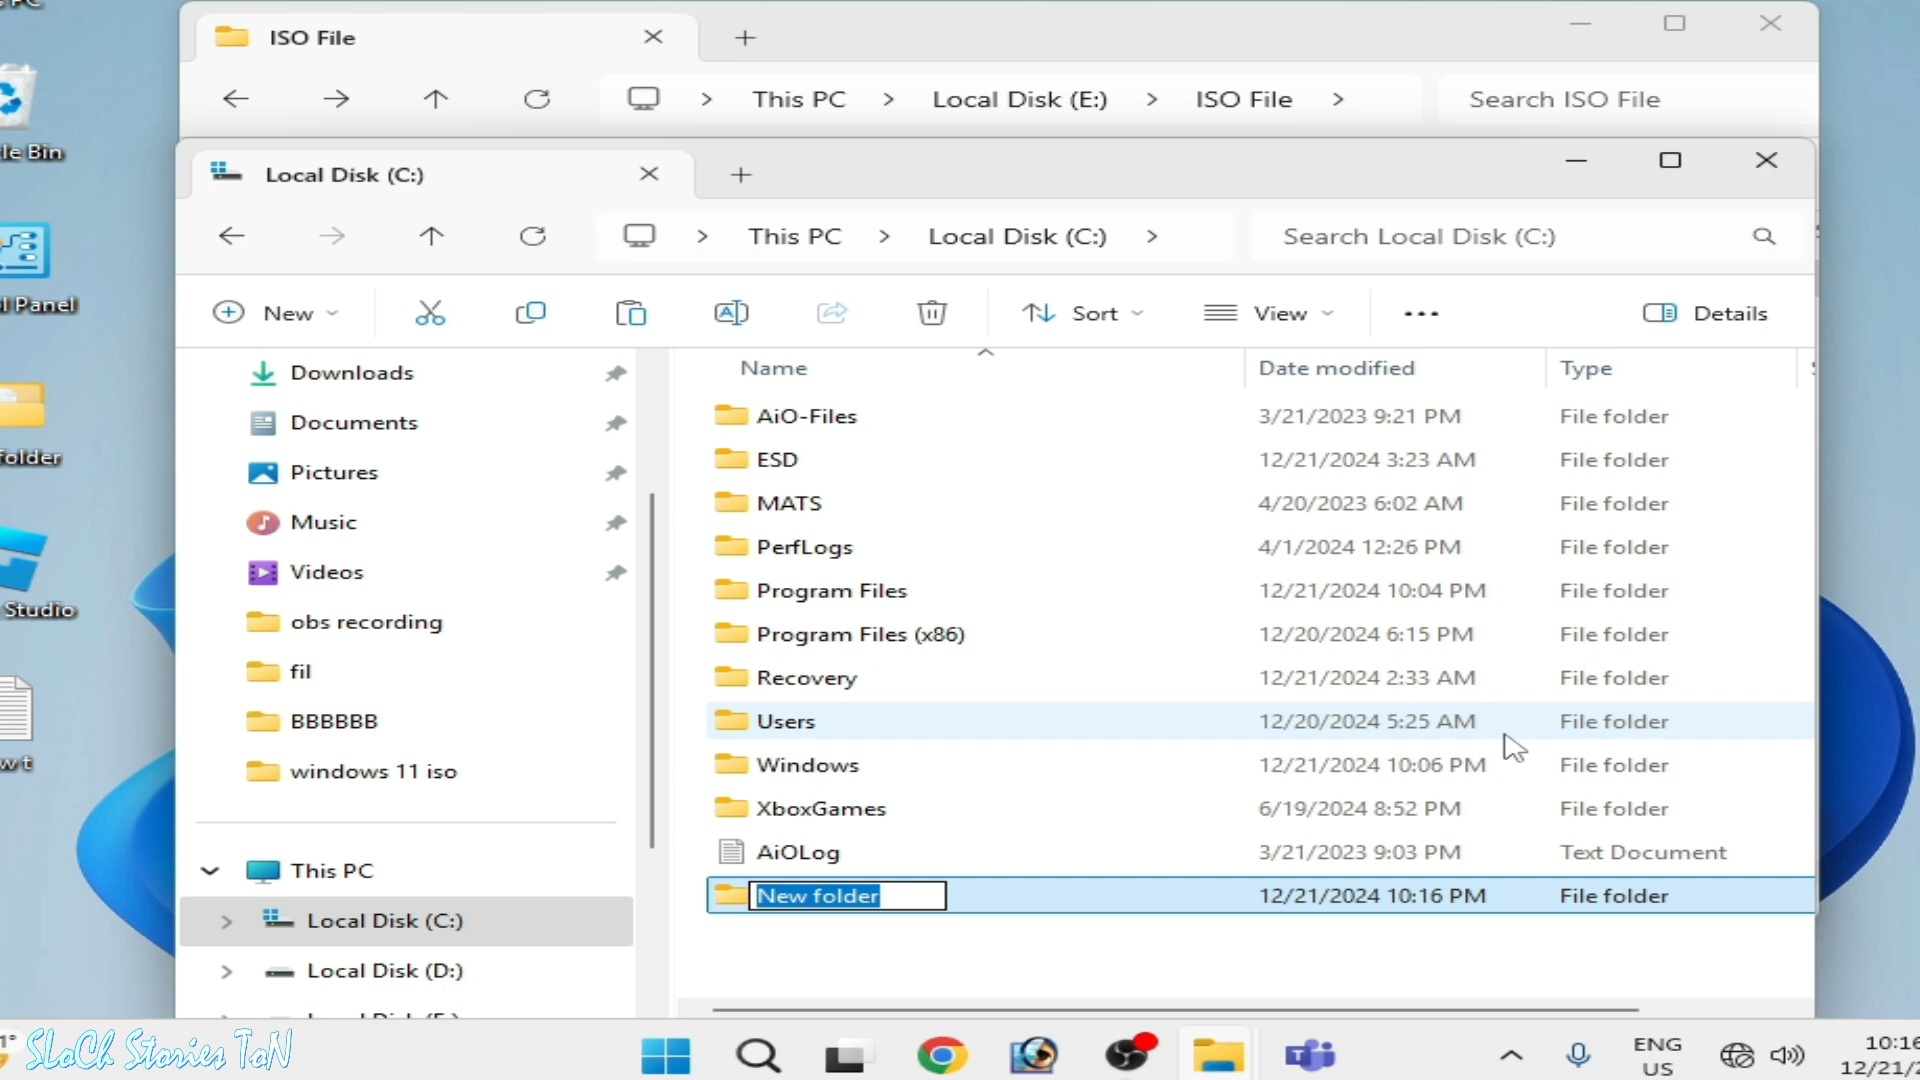 ISO File
This PC > Local Disk (E:) > ISO File >
Search ISO File
Local Disk (C:)
This PC > Local Disk (C:) >
Search Local Disk (C:)
New
Sort
View
Details
Downloads
Documents
Pictures
Music
Videos
obs recording
fil
BBBBBB
windows 11 iso
This PC
Local Disk (C:)
Local Disk (D:)
Name Date modified Type
AiO-Files 3/21/2023 9:21 PM File folder
ESD 12/21/2024 3:23 AM File folder
MATS 4/20/2023 6:02 AM File folder
PerfLogs 4/1/2024 12:26 PM File folder
Program Files 12/21/2024 10:04 PM File folder
Program Files (x86) 12/20/2024 6:15 PM File folder
Recovery 12/21/2024 2:33 AM File folder
Users 12/20/2024 5:25 AM File folder
Windows 12/21/2024 10:06 PM File folder
XboxGames 6/19/2024 8:52 PM File folder
AiOLog 3/21/2023 9:03 PM Text Document
New folder 12/21/2024 10:16 PM File folder
le Bin
l Panel
folder
Studio
w t
SLoCh Stories ToN
ENG
US
10:16
12/21/2